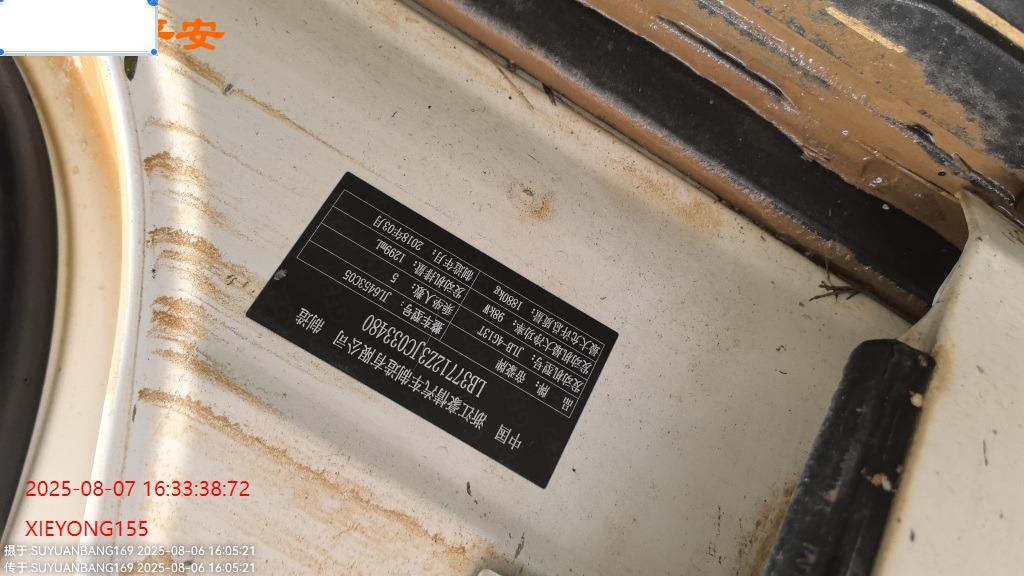 平安
中国 浙江豪情汽车制造有限公司 制造
LB377122J0033480
品 牌: 吉豪牌 整车型号: JL6453C05
发动机型号: JLB-4G13T 乘坐人数: 5
发动机最大净功率: 98kW 发动机排量: 1299mL
最大允许总质量: 1880kg 制造年月: 2018年03月
2025-08-07 16:33:38:72
XIEYONG155
摄于 SUYUANBANG169 2025-08-06 16:05:21
传于 SUYUANBANG169 2025-08-06 16:05:21